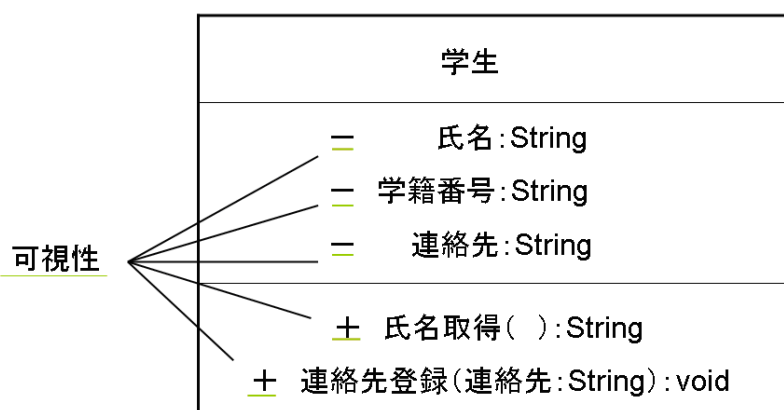 学生
− 氏名:String
− 学籍番号:String
− 連絡先:String
可視性
+ 氏名取得( ):String
+ 連絡先登録(連絡先:String):void